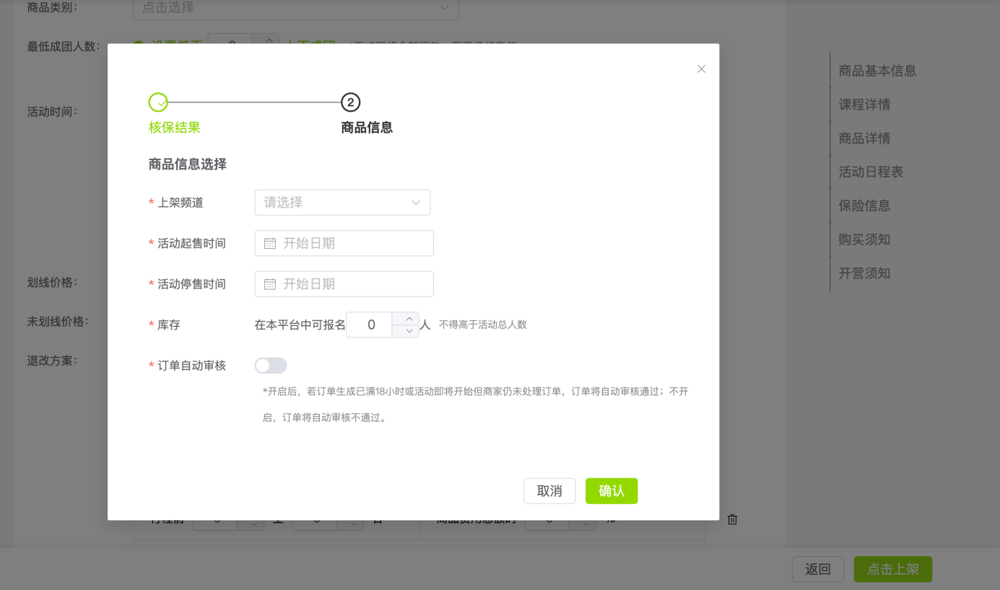 商品类别：
点击选择
最低成团人数：
活动时间：
划线价格：
未划线价格：
退改方案：
核保结果
2
商品信息
商品信息选择
* 上架频道
请选择
* 活动起售时间
开始日期
* 活动停售时间
开始日期
* 库存
在本平台中可报名 0 人 不得高于活动总人数
* 订单自动审核
*开启后，若订单生成已满18小时或活动即将开始但商家仍未处理订单，订单将自动审核通过；不开
启，订单将自动审核不通过。
取消
确认
商品基本信息
课程详情
商品详情
活动日程表
保险信息
购买须知
开营须知
返回
点击上架